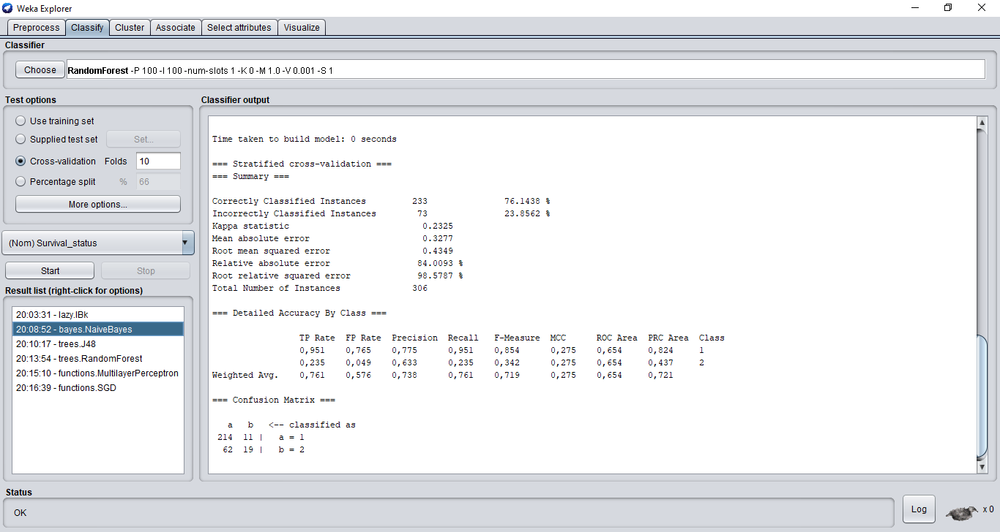 Weka Explorer
Preprocess Classify Cluster Associate Select attributes Visualize
Classifier
Choose RandomForest -P 100 -I 100 -num-slots 1 -K 0 -M 1.0 -V 0.001 -S 1
Test options
Use training set
Supplied test set Set...
Cross-validation Folds 10
Percentage split % 66
More options...
(Nom) Survival_status
Start Stop
Result list (right-click for options)
20:03:31 - lazy.IBk
20:08:52 - bayes.NaiveBayes
20:10:17 - trees.J48
20:13:54 - trees.RandomForest
20:15:10 - functions.MultilayerPerceptron
20:16:39 - functions.SGD
Classifier output
Time taken to build model: 0 seconds
=== Stratified cross-validation ===
=== Summary ===
Correctly Classified Instances 233 76.1438 %
Incorrectly Classified Instances 73 23.8562 %
Kappa statistic 0.2325
Mean absolute error 0.3277
Root mean squared error 0.4349
Relative absolute error 84.0093 %
Root relative squared error 98.5787 %
Total Number of Instances 306
=== Detailed Accuracy By Class ===
TP Rate FP Rate Precision Recall F-Measure MCC ROC Area PRC Area Class
0,951 0,765 0,775 0,951 0,854 0,275 0,654 0,824 1
0,235 0,049 0,633 0,235 0,342 0,275 0,654 0,437 2
Weighted Avg. 0,761 0,576 0,738 0,761 0,719 0,275 0,654 0,721
=== Confusion Matrix ===
a b <-- classified as
214 11 | a = 1
62 19 | b = 2
Status
OK
Log
x 0